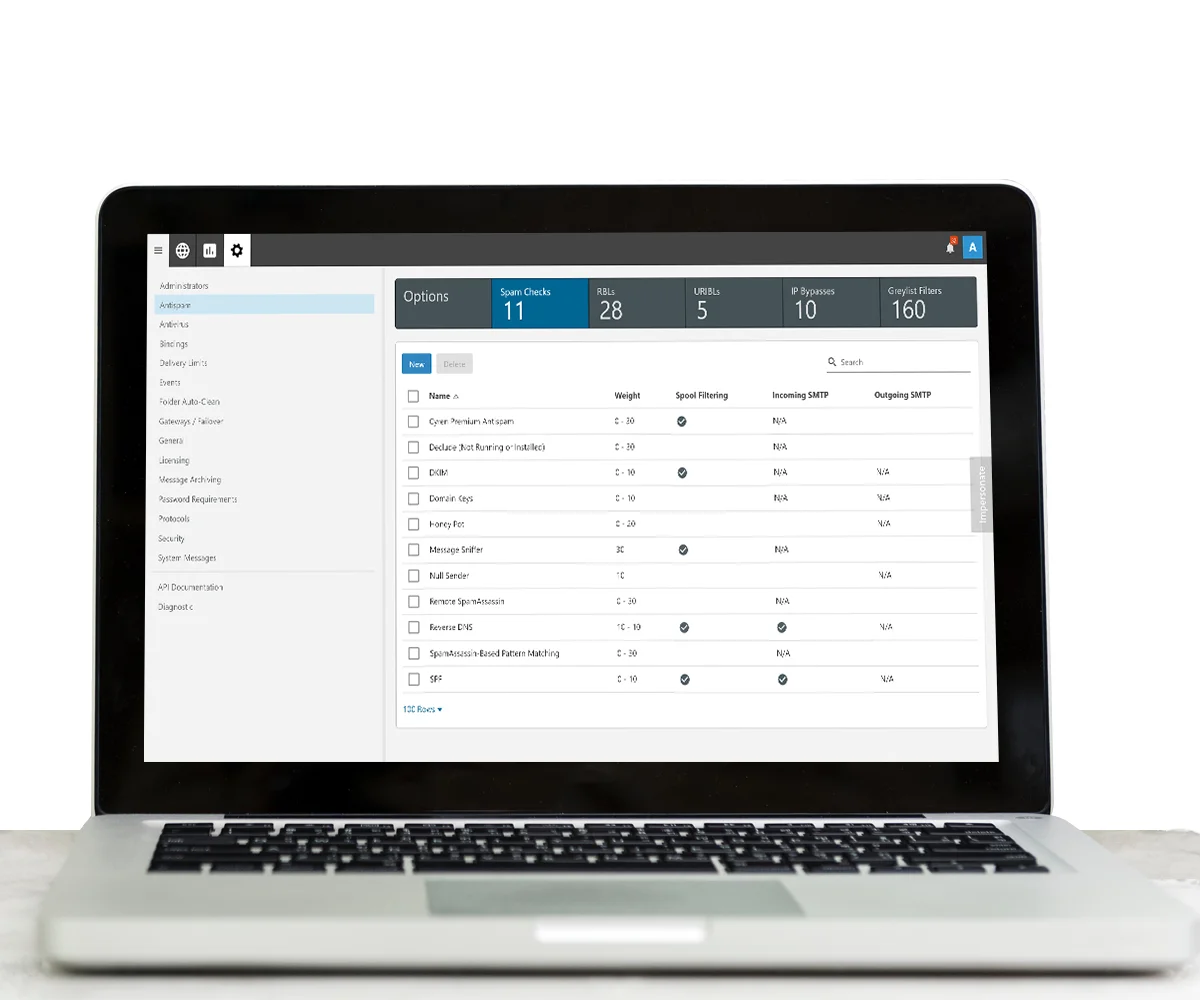 A
Administrators
Antispam
Antivirus
Bindings
Delivery Limits
Events
Folder Auto-Clean
Gateways / Failover
General
Licensing
Message Archiving
Password Requirements
Protocols
Security
System Messages
API Documentation
Diagnostic
Options
Spam Checks
11
RBLs
28
URIBLs
5
IP Bypasses
10
Greylist Filters
160
New Delete
Search
Name Weight Spool Filtering Incoming SMTP Outgoing SMTP
Cyren Premium Antispam 0 - 30 N/A
Declude (Not Running or Installed) 0 - 30 N/A
DKIM 0 - 10 N/A N/A
Domain Keys 0 - 10 N/A N/A
Honey Pot 0 - 20 N/A
Message Sniffer 30 N/A
Null Sender 10 N/A
Remote SpamAssassin 0 - 30 N/A
Reverse DNS 10 - 10 N/A
SpamAssassin-Based Pattern Matching 0 - 30 N/A
SPF 0 - 10 N/A
100 Rows
Impersonate